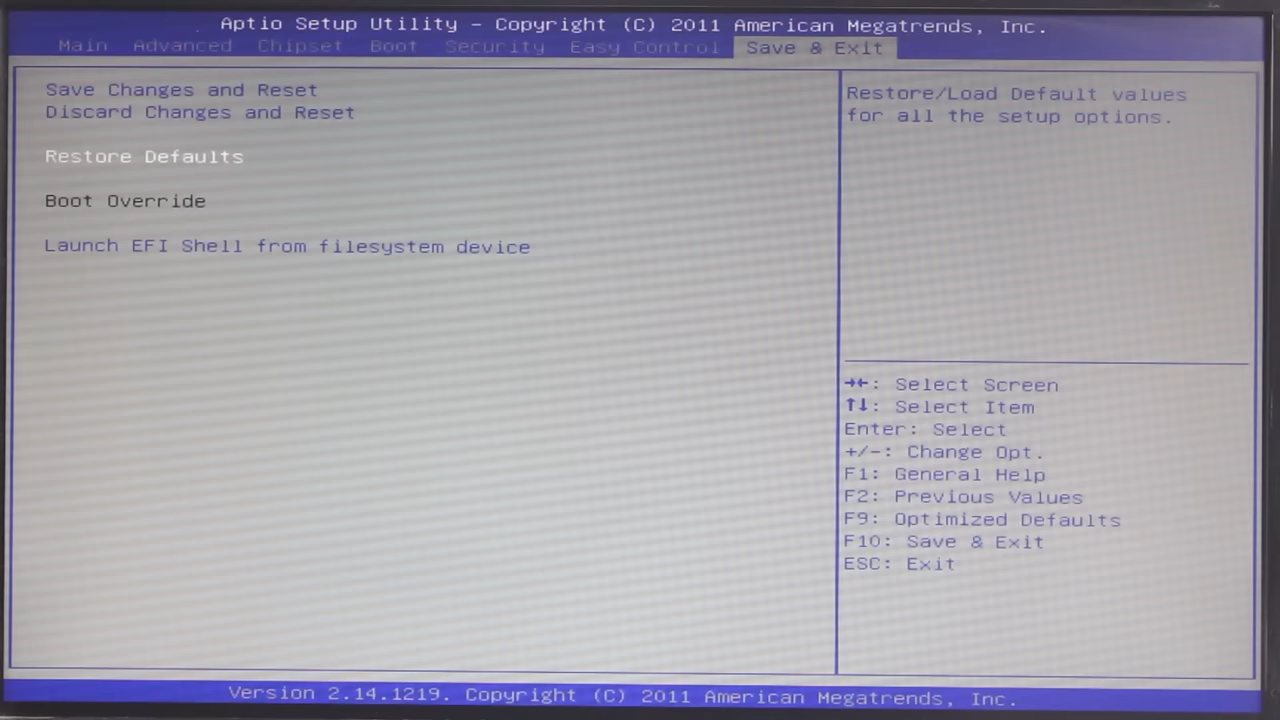 Aptio Setup Utility – Copyright (C) 2011 American Megatrends, Inc.
Main Advanced Chipset Boot Security Easy Control Save & Exit
Save Changes and Reset
Discard Changes and Reset
Restore Defaults
Boot Override
Launch EFI Shell from filesystem device
Restore/Load Default values
for all the setup options.
→←: Select Screen
↑↓: Select Item
Enter: Select
+/-: Change Opt.
F1: General Help
F2: Previous Values
F9: Optimized Defaults
F10: Save & Exit
ESC: Exit
Version 2.14.1219. Copyright (C) 2011 American Megatrends, Inc.